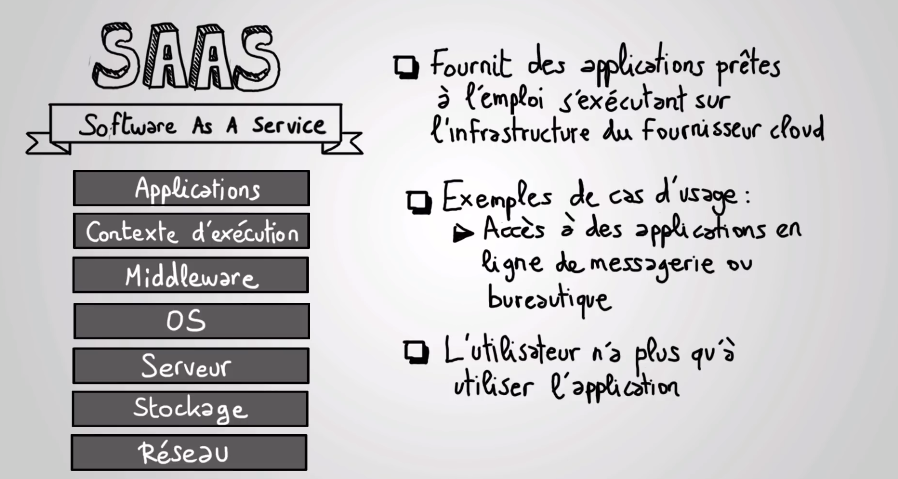 SAAS
Software As A Service
Applications
Contexte d'exécution
Middleware
OS
Serveur
Stockage
Réseau
Fournit des applications prêtes
à l'emploi s'exécutant sur
l'infrastructure du fournisseur cloud
Exemples de cas d'usage :
Accès à des applications en
ligne de messagerie ou
bureautique
L'utilisateur n'a plus qu'à
utiliser l'application